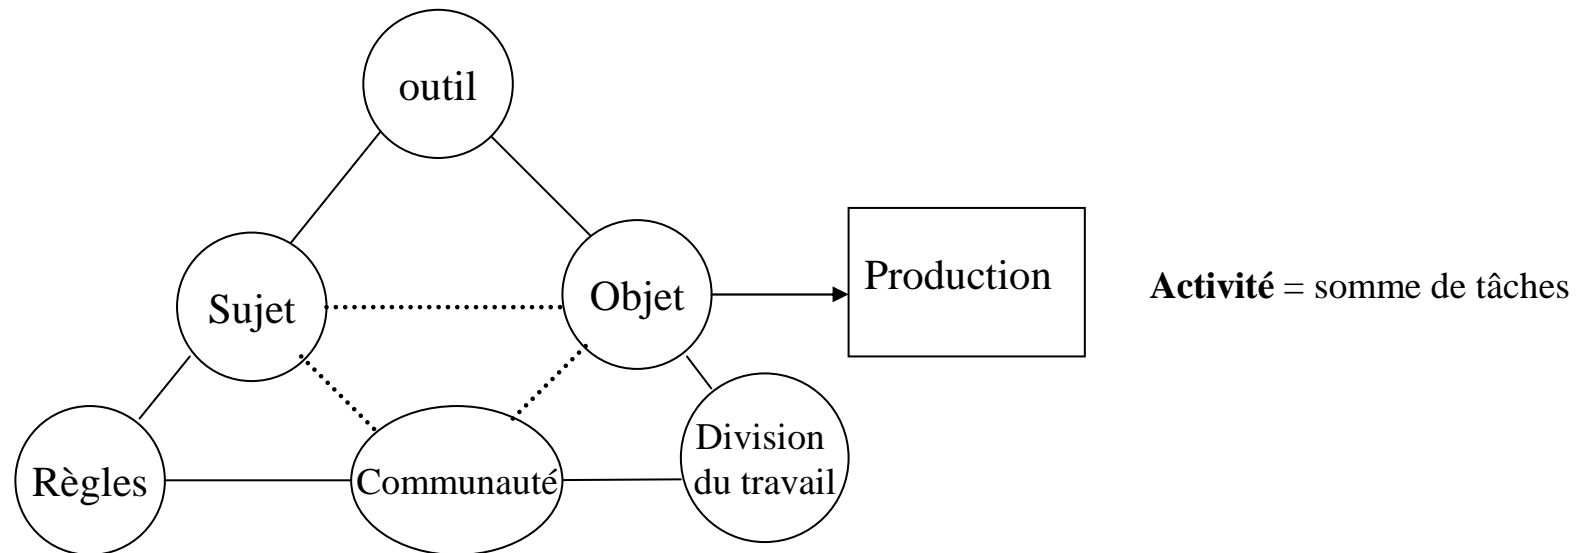 outil
Sujet
Objet
Production
Activité = somme de tâches
Règles
Communauté
Division
du travail